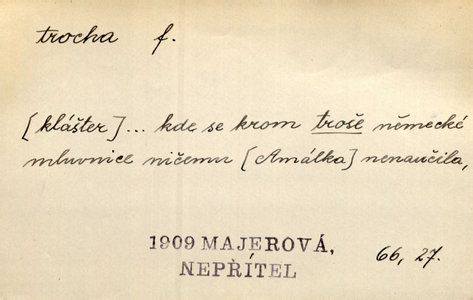 trocha f.
[klášter]... kde se krom troše německé
mluvnice ničemu [Amálka] nenaučila,
1909 MAJEROVÁ,
NEPŘÍTEL
66, 27.